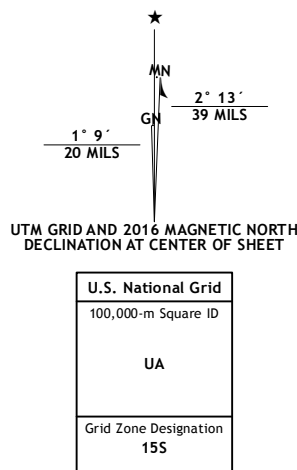 ★
MN
2° 13´
39 MILS
GN
1° 9´
20 MILS
UTM GRID AND 2016 MAGNETIC NORTH
DECLINATION AT CENTER OF SHEET
U.S. National Grid
100,000-m Square ID
UA
Grid Zone Designation
15S